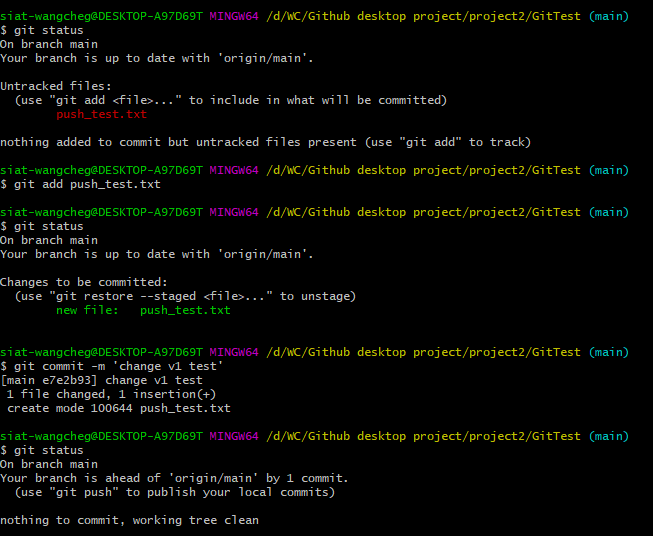 siat-wangcheg@DESKTOP-A97D69T MINGW64 /d/WC/Github desktop project/project2/GitTest (main)
$ git status
On branch main
Your branch is up to date with 'origin/main'.
Untracked files:
(use "git add <file>..." to include in what will be committed)
push_test.txt
nothing added to commit but untracked files present (use "git add" to track)
siat-wangcheg@DESKTOP-A97D69T MINGW64 /d/WC/Github desktop project/project2/GitTest (main)
$ git add push_test.txt
siat-wangcheg@DESKTOP-A97D69T MINGW64 /d/WC/Github desktop project/project2/GitTest (main)
$ git status
On branch main
Your branch is up to date with 'origin/main'.
Changes to be committed:
(use "git restore --staged <file>..." to unstage)
new file:   push_test.txt
siat-wangcheg@DESKTOP-A97D69T MINGW64 /d/WC/Github desktop project/project2/GitTest (main)
$ git commit -m 'change v1 test'
[main e7e2b93] change v1 test
1 file changed, 1 insertion(+)
create mode 100644 push_test.txt
siat-wangcheg@DESKTOP-A97D69T MINGW64 /d/WC/Github desktop project/project2/GitTest (main)
$ git status
On branch main
Your branch is ahead of 'origin/main' by 1 commit.
(use "git push" to publish your local commits)
nothing to commit, working tree clean